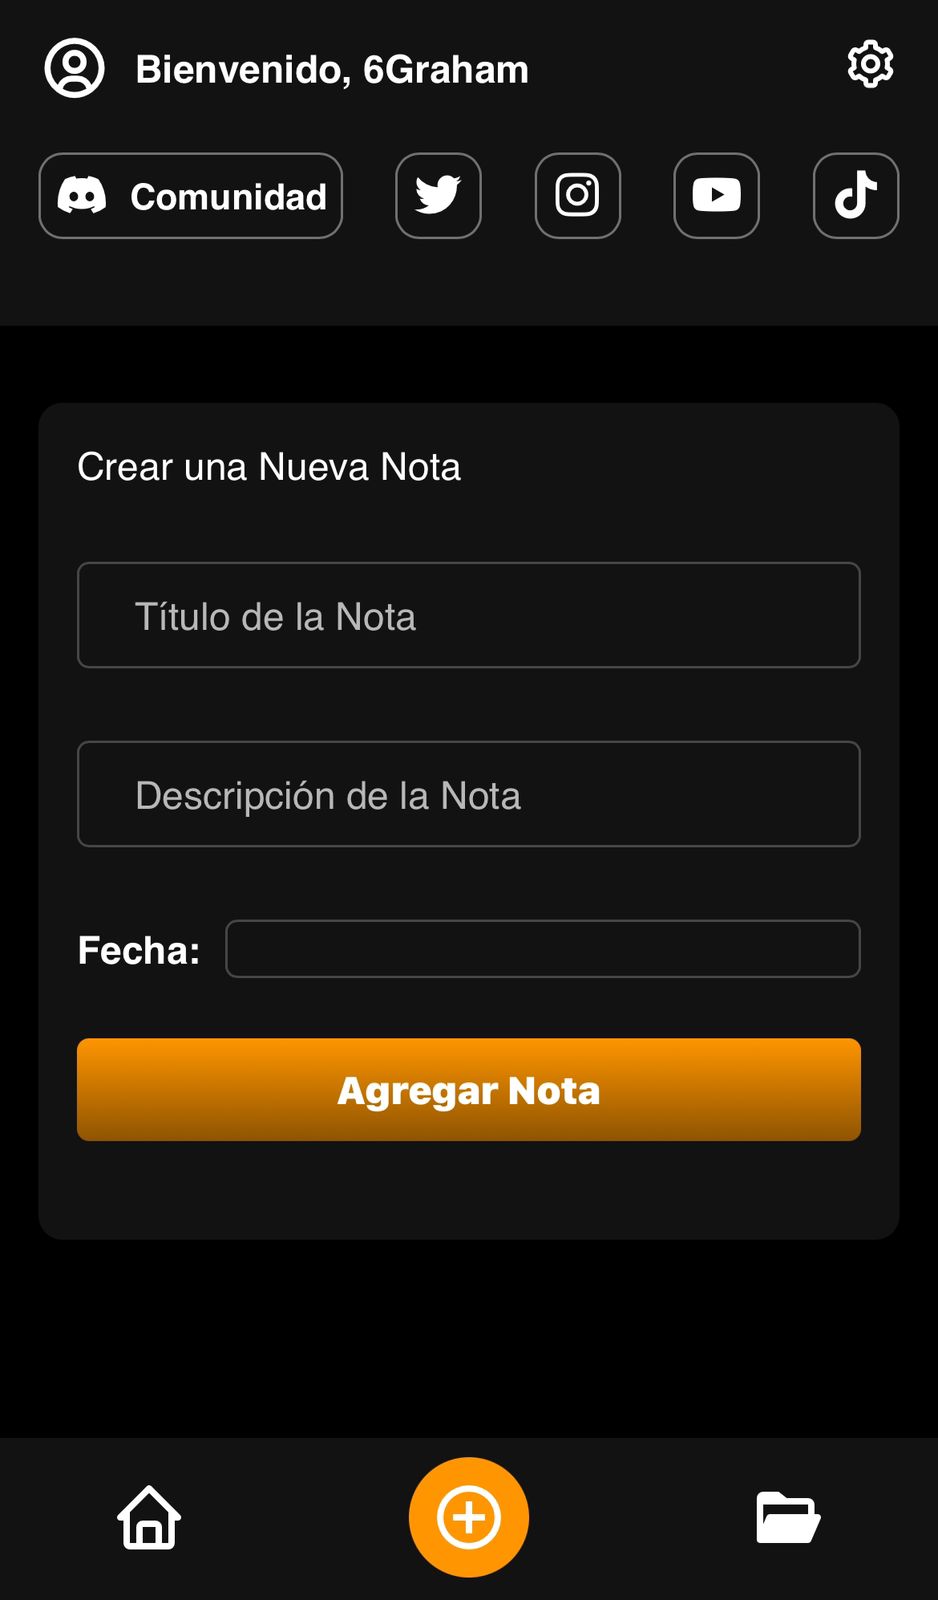 Bienvenido, 6Graham
Comunidad
Crear una Nueva Nota
Título de la Nota
Descripción de la Nota
Fecha:
Agregar Nota